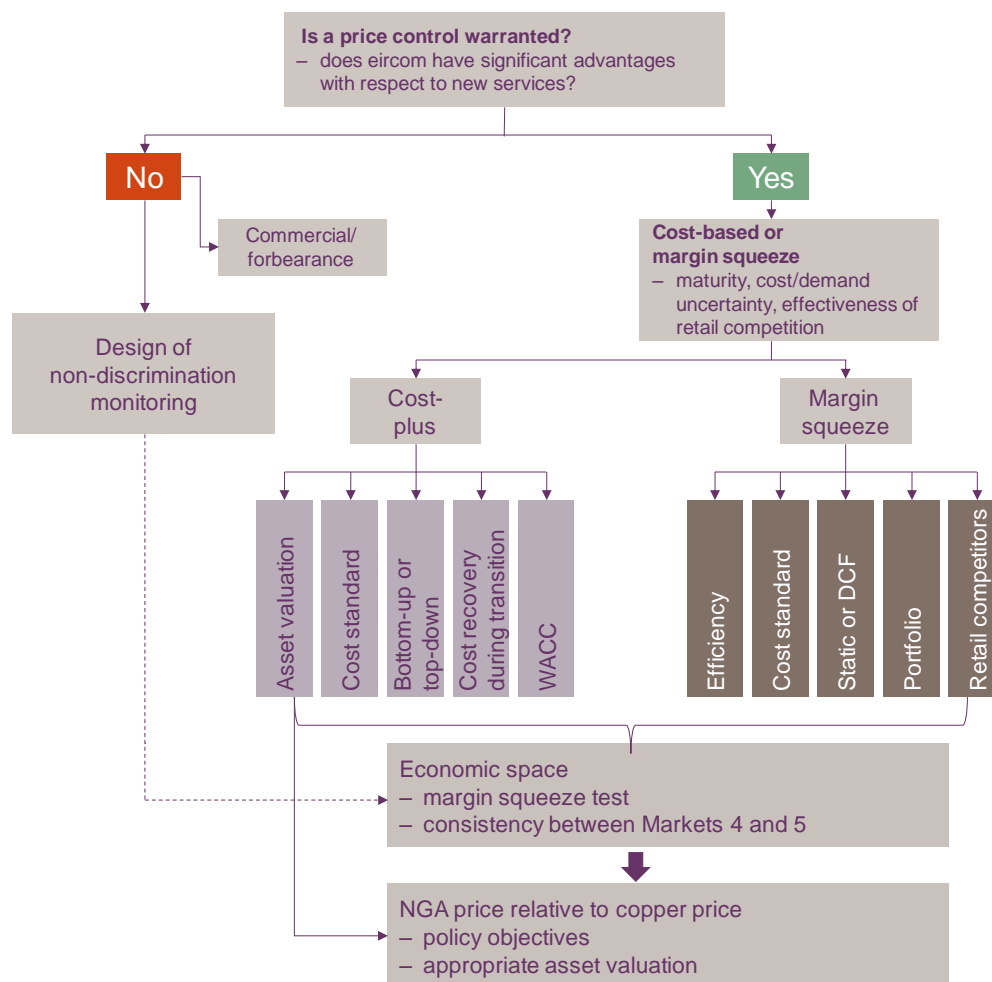 Is a price control warranted?
– does eircom have significant advantages
with respect to new services?
No
Yes
Commercial/
forbearance
Cost-based or
margin squeeze
– maturity, cost/demand
uncertainty, effectiveness of
retail competition
Design of
non-discrimination
monitoring
Cost-
plus
Margin
squeeze
Asset valuation
Cost standard
Bottom-up or
top-down
Cost recovery
during transition
WACC
Efficiency
Cost standard
Static or DCF
Portfolio
Retail competitors
Economic space
– margin squeeze test
– consistency between Markets 4 and 5
NGA price relative to copper price
– policy objectives
– appropriate asset valuation